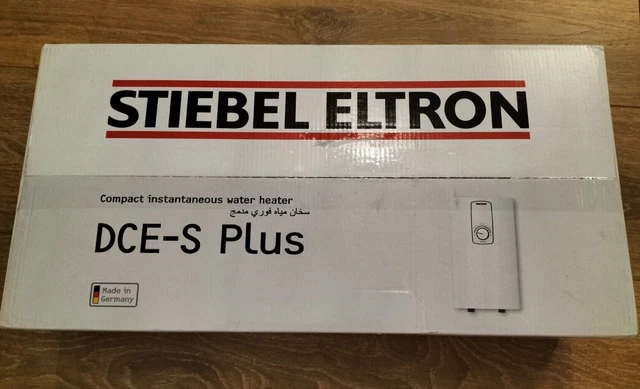 STIEBEL ELTRON
Compact instantaneous water heater
سخان مياه فوري مدمج
DCE-S Plus
Made in
Germany